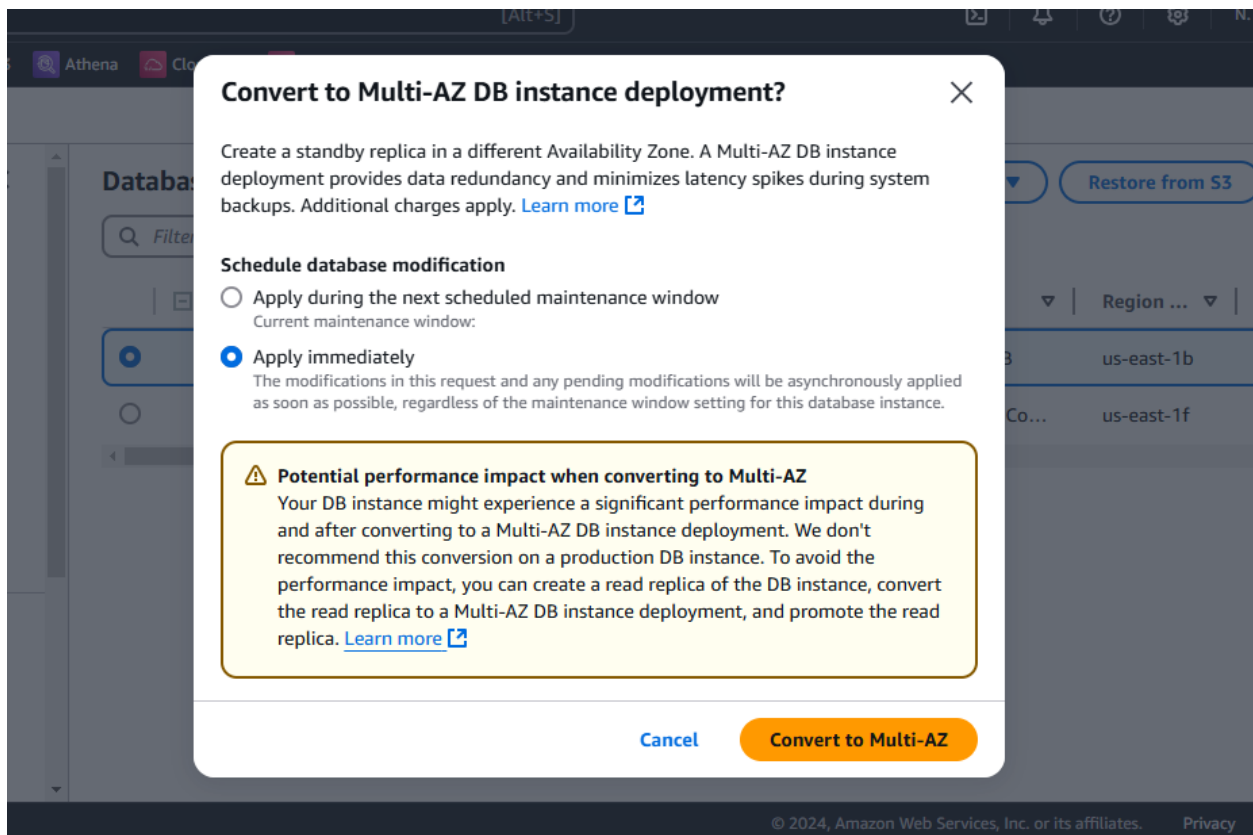 [Alt+S]
N.
Athena
Clo
Convert to Multi-AZ DB instance deployment?
Create a standby replica in a different Availability Zone. A Multi-AZ DB instance
deployment provides data redundancy and minimizes latency spikes during system
backups. Additional charges apply. Learn more
Databa
Restore from S3
Filte
Schedule database modification
Apply during the next scheduled maintenance window
Current maintenance window:
Region ...
Apply immediately
us-east-1b
The modifications in this request and any pending modifications will be asynchronously applied
as soon as possible, regardless of the maintenance window setting for this database instance.
Co...
us-east-1f
Potential performance impact when converting to Multi-AZ
Your DB instance might experience a significant performance impact during
and after converting to a Multi-AZ DB instance deployment. We don't
recommend this conversion on a production DB instance. To avoid the
performance impact, you can create a read replica of the DB instance, convert
the read replica to a Multi-AZ DB instance deployment, and promote the read
replica. Learn more
Cancel
Convert to Multi-AZ
© 2024, Amazon Web Services, Inc. or its affiliates.
Privacy